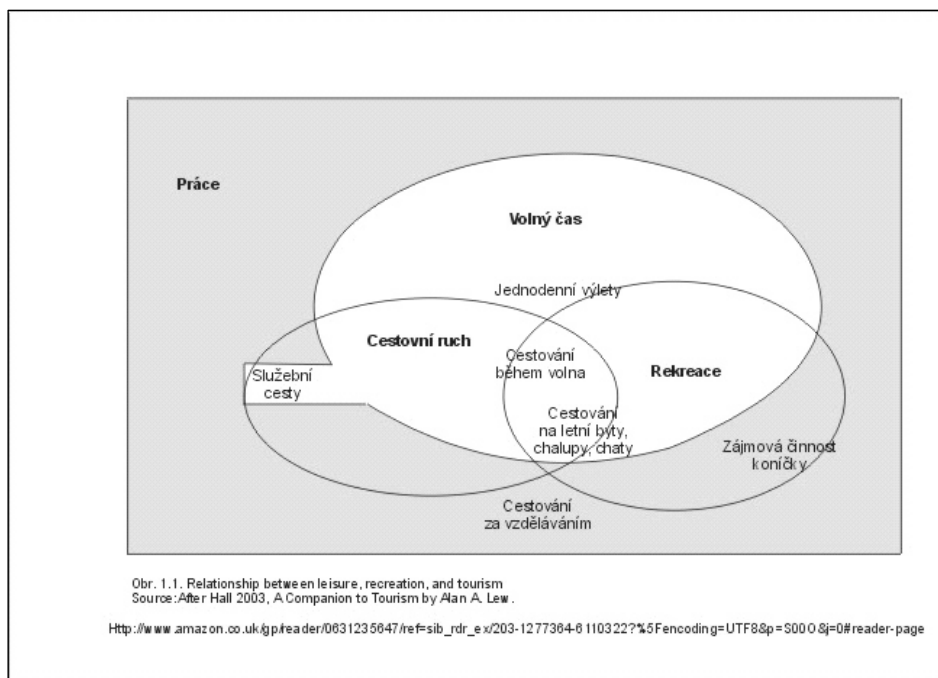 Práce
Volný čas
Jednodenní výlety
Cestovní ruch
Cestování
během volna
Rekreace
Služební
cesty
Cestování
na letní byty,
chalupy, chaty
Zájmová činnost
koníčky
Cestování
za vzděláváním
Obr. 1.1. Relationship between leisure, recreation, and tourism
Source:After Hall 2003, A Companion to Tourism by Alan A. Lew.
Http://www.amazon.co.uk/gp/reader/0631235647/ref=sib_rdr_ex/203-1277364-6110322?%5Fencoding=UTF8&p=S00O&j=0#reader-page